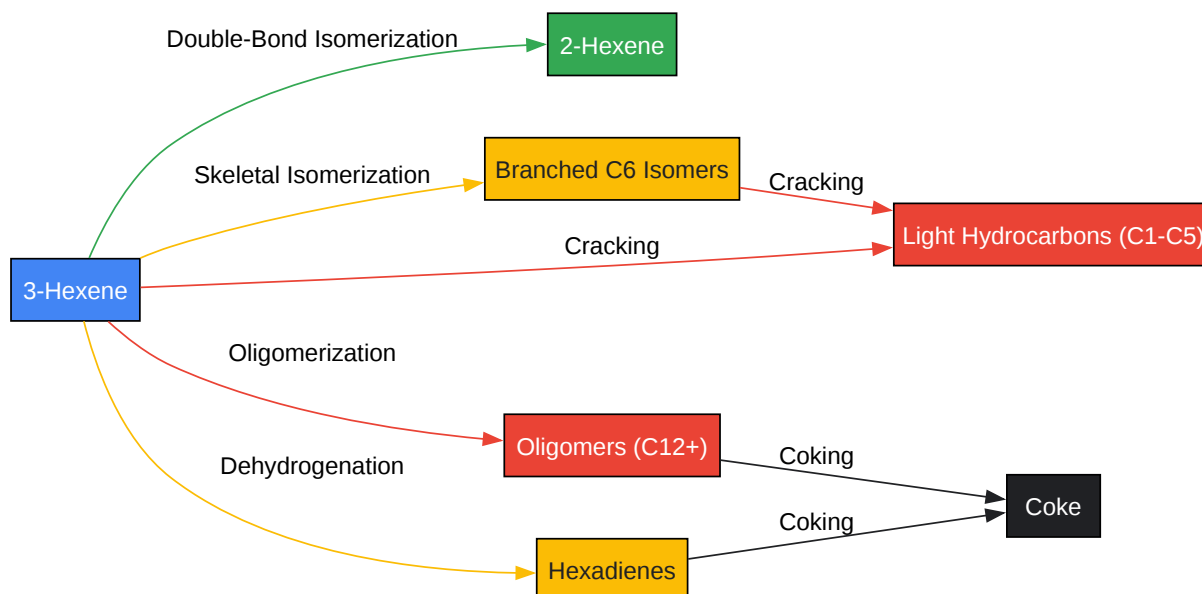 Double-Bond Isomerization
2-Hexene
Skeletal Isomerization
Branched C6 Isomers
Cracking
Light Hydrocarbons (C1-C5)
Cracking
3-Hexene
Oligomerization
Oligomers (C12+)
Coking
Dehydrogenation
Coke
Coking
Hexadienes